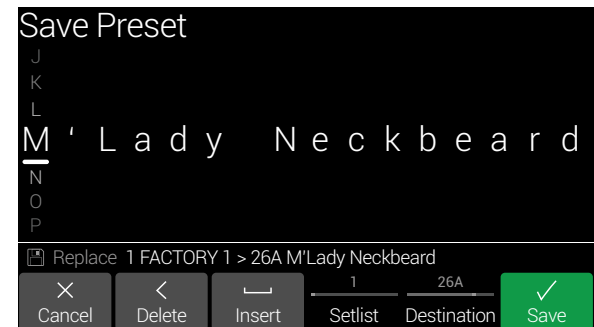 Save Preset
J
K
L
M ' L a d y   N e c k b e a r d
N
O
P
Replace 1 FACTORY 1 > 26A M'Lady Neckbeard
1 26A
Cancel Delete Insert Setlist Destination Save